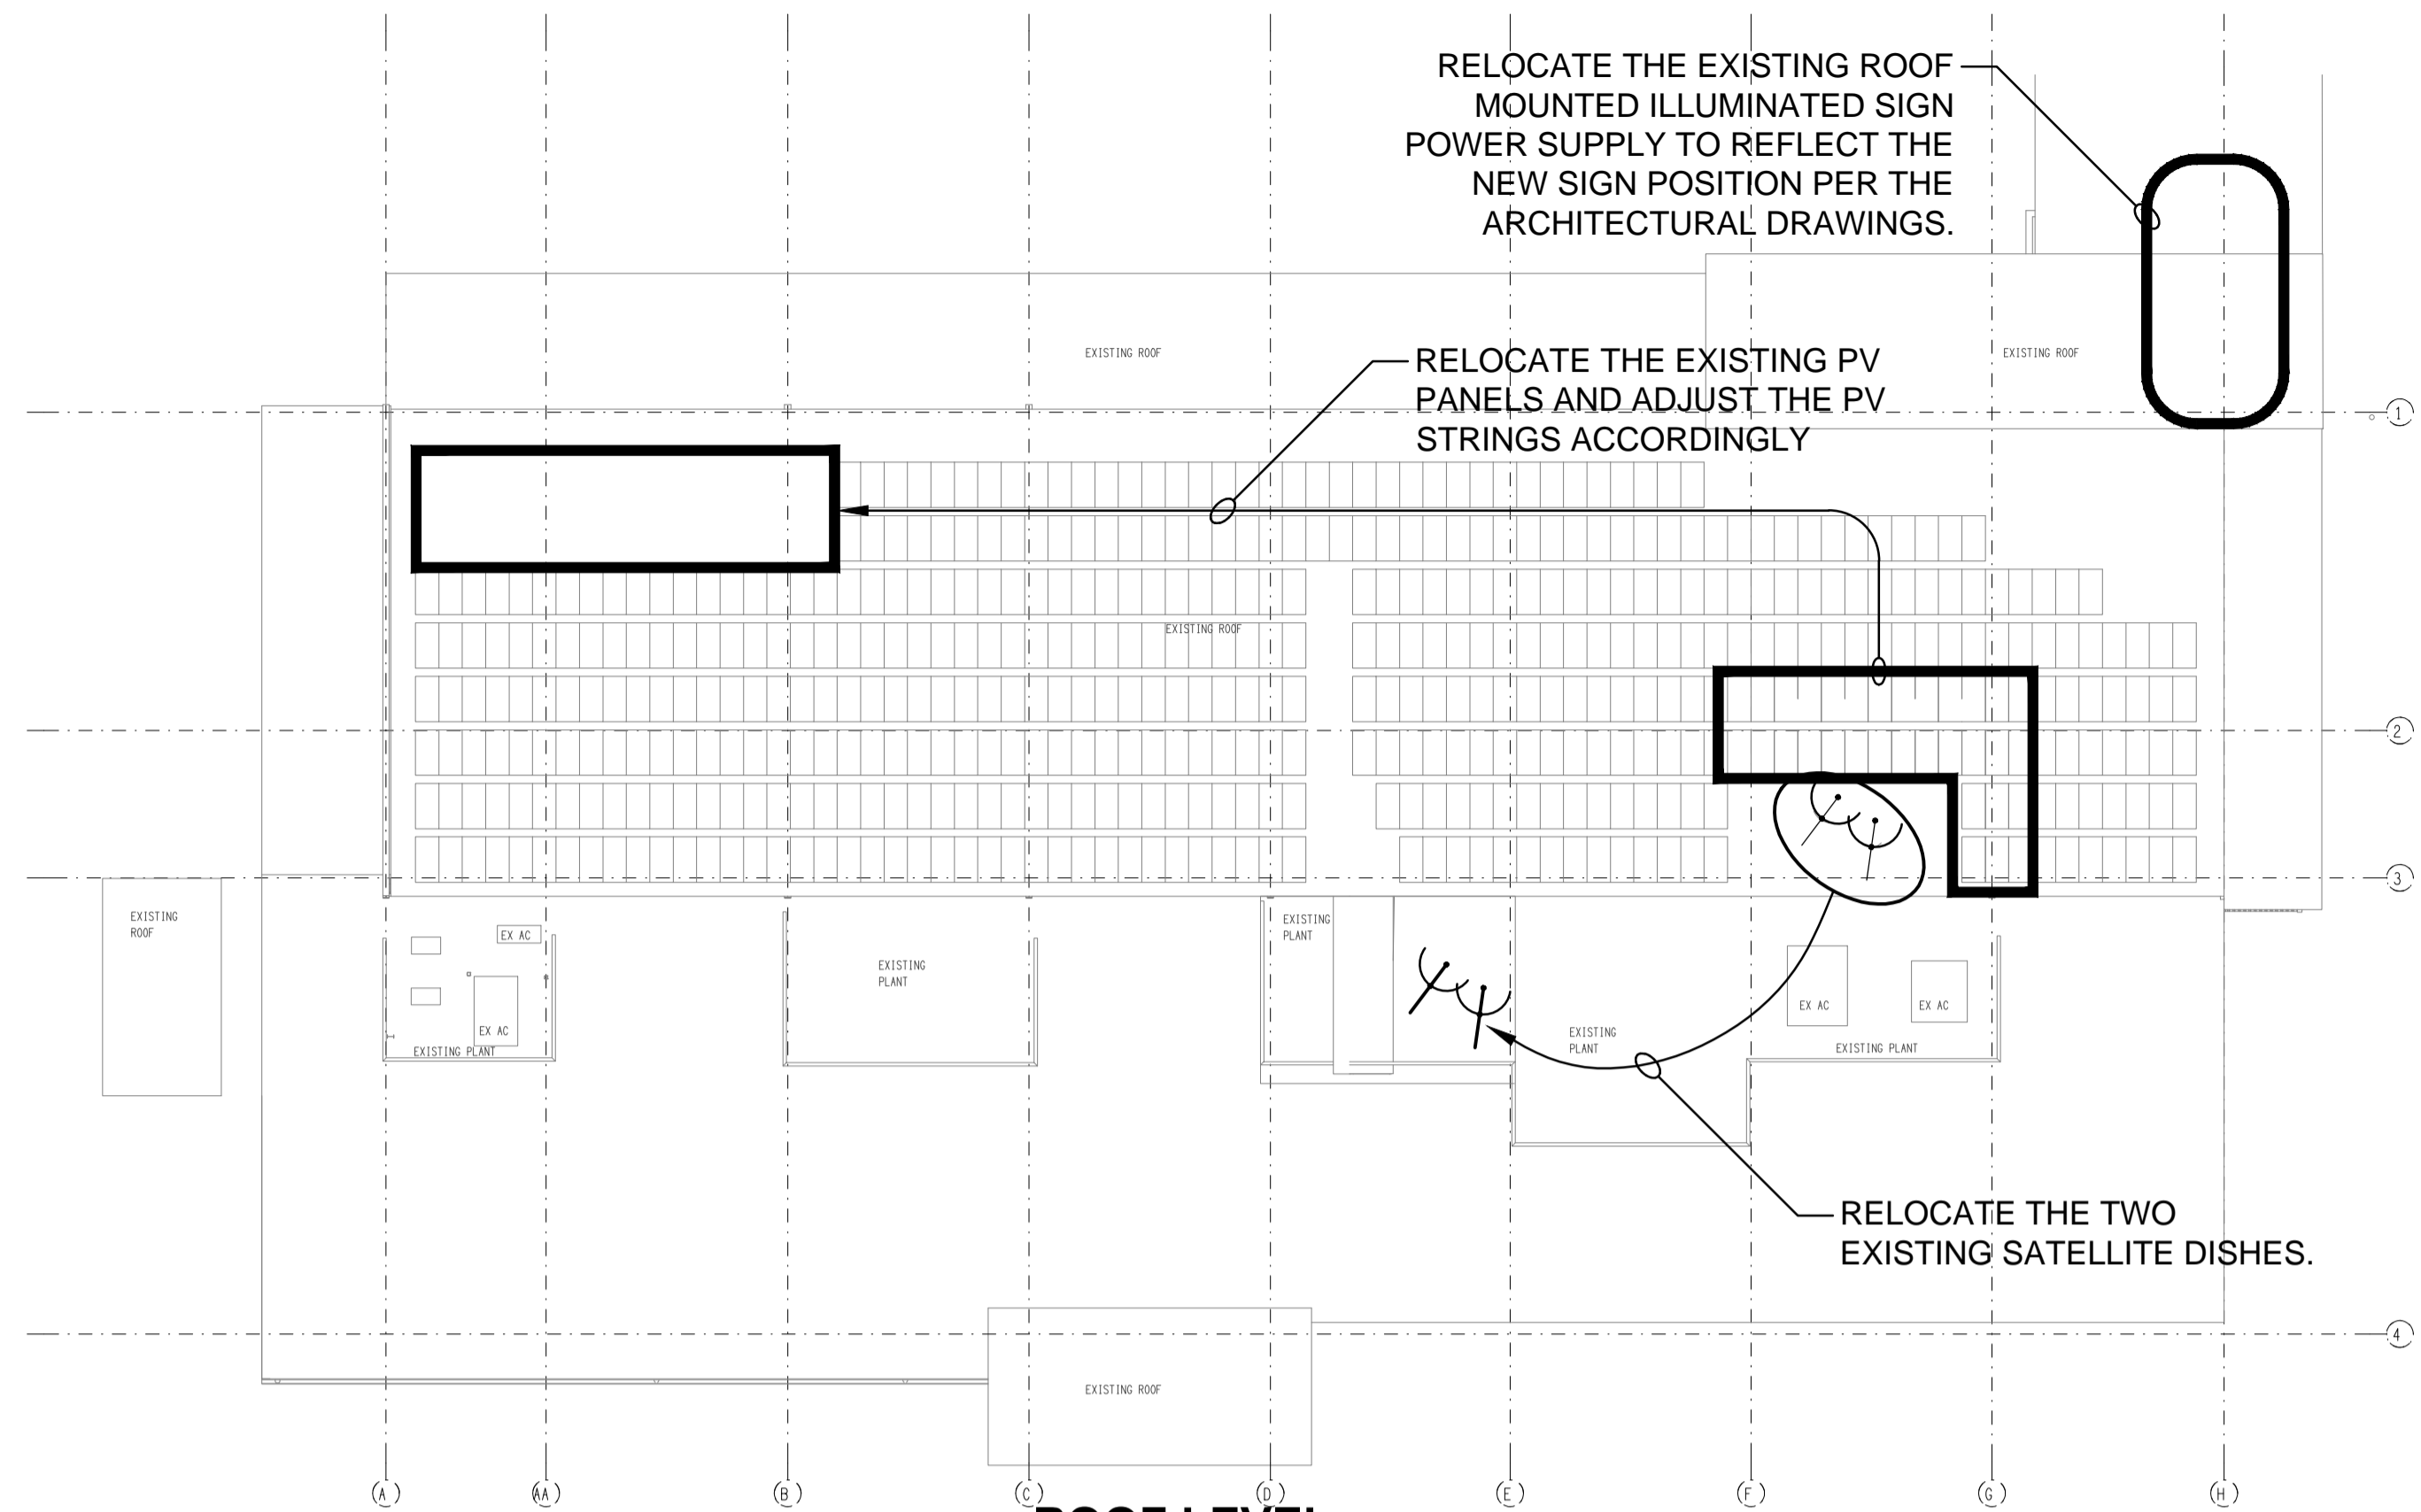 RELOCATE THE EXISTING ROOF
MOUNTED ILLUMINATED SIGN
POWER SUPPLY TO REFLECT THE
NEW SIGN POSITION PER THE
ARCHITECTURAL DRAWINGS.
EXISTING ROOF
RELOCATE THE EXISTING PV
PANELS AND ADJUST THE PV
STRINGS ACCORDINGLY
EXISTING ROOF
1
EXISTING ROOF
2
3
EXISTING
ROOF
EX AC
EX AC
EXISTING PLANT
EXISTING
PLANT
EXISTING
PLANT
EXISTING
PLANT
EX AC
EX AC
EXISTING PLANT
RELOCATE THE TWO
EXISTING SATELLITE DISHES.
4
EXISTING ROOF
A
AA
B
C
D
E
F
G
H
ROOF LEVEL